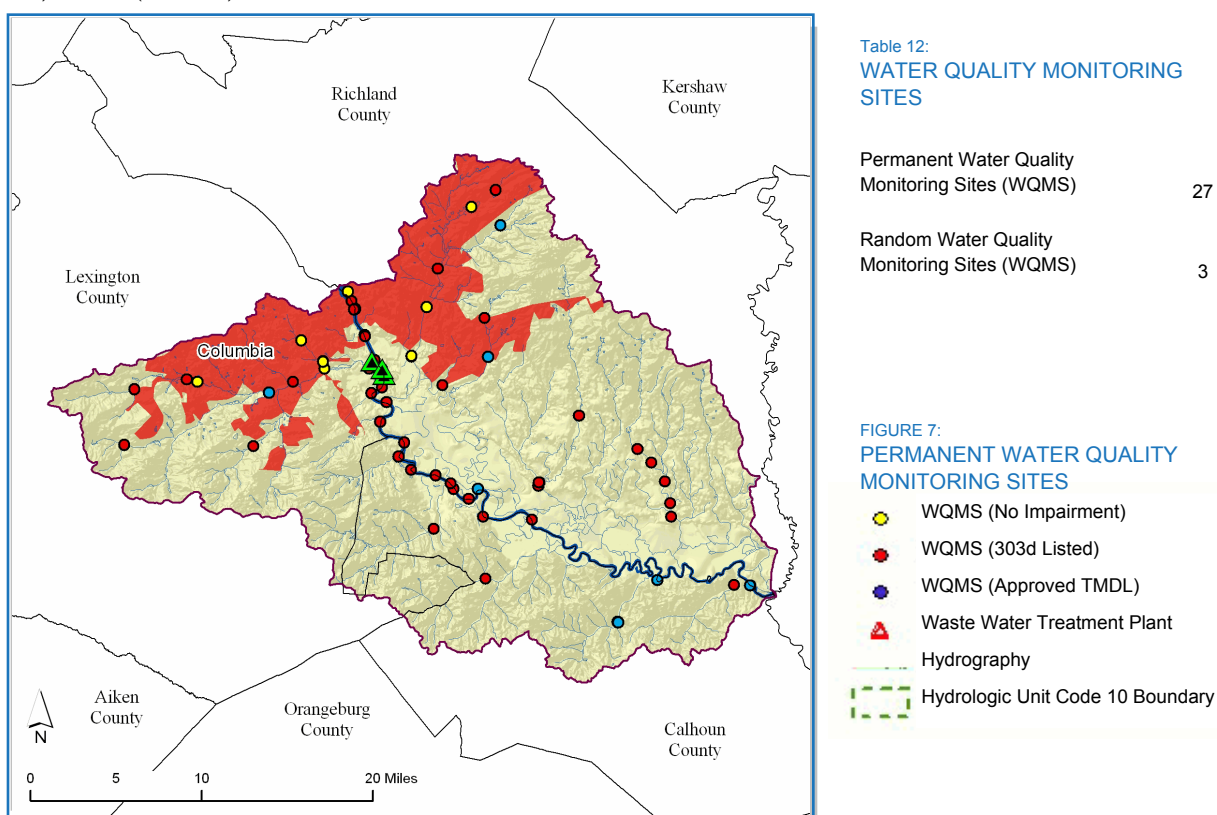 Richland
County
Kershaw
County
Lexington
County
Columbia
Aiken
County
Orangeburg
County
Calhoun
County
N
0 5 10 20 Miles
Table 12:
WATER QUALITY MONITORING
SITES
Permanent Water Quality
Monitoring Sites (WQMS) 27
Random Water Quality
Monitoring Sites (WQMS) 3
FIGURE 7:
PERMANENT WATER QUALITY
MONITORING SITES
WQMS (No Impairment)
WQMS (303d Listed)
WQMS (Approved TMDL)
Waste Water Treatment Plant
Hydrography
Hydrologic Unit Code 10 Boundary